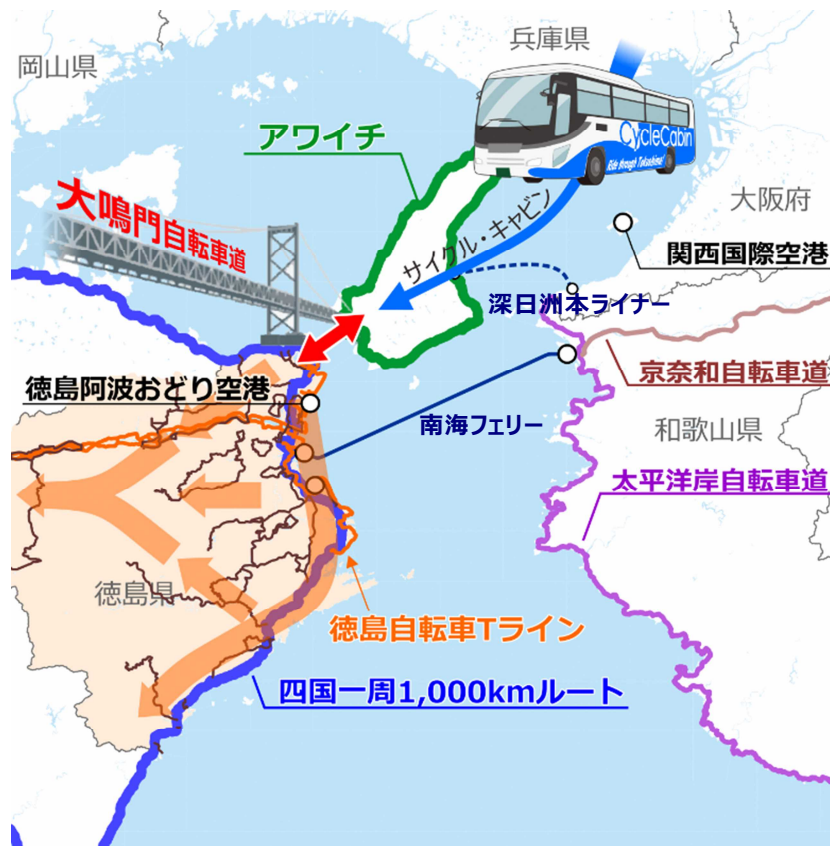 兵庫県
岡山県
CycleCabin
Ride through Tokushima!
アワイチ
大鳴門自転車道
サイクル・キャビン
大阪府
関西国際空港
深日洲本ライナー
京奈和自転車道
徳島阿波おどり空港
南海フェリー
和歌山県
太平洋岸自転車道
徳島県
徳島自転車Tライン
四国一周1,000kmルート